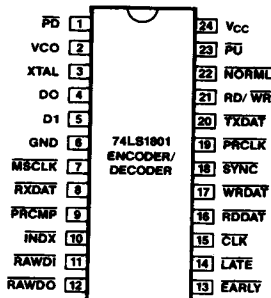 PD 1
VCO 2
XTAL 3
DO 4
D1 5
GND 6
MSCLK 7
RXDAT 8
PRCMP 9
INDX 10
RAWDI 11
RAWDO 12
74LS1801
ENCODER/
DECODER
24 VCC
23 PU
22 NORML
21 RD/WR
20 TXDAT
19 PRCLK
18 SYNC
17 WRDAT
16 RDDAT
15 CLK
14 LATE
13 EARLY